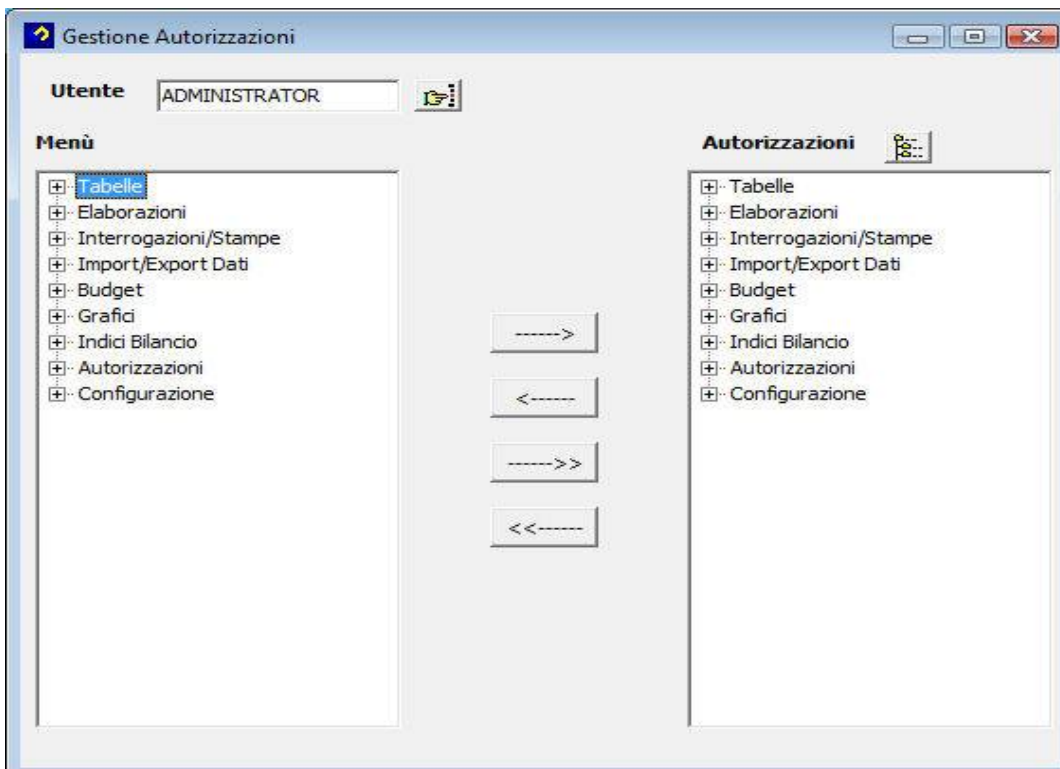 Gestione Autorizzazioni
Utente ADMINISTRATOR
Menù
Tabelle
Elaborazioni
Interrogazioni/Stampe
Import/Export Dati
Budget
Grafici
Indici Bilancio
Autorizzazioni
Configurazione
------>
<------
------>>
<<------
Autorizzazioni
Tabelle
Elaborazioni
Interrogazioni/Stampe
Import/Export Dati
Budget
Grafici
Indici Bilancio
Autorizzazioni
Configurazione